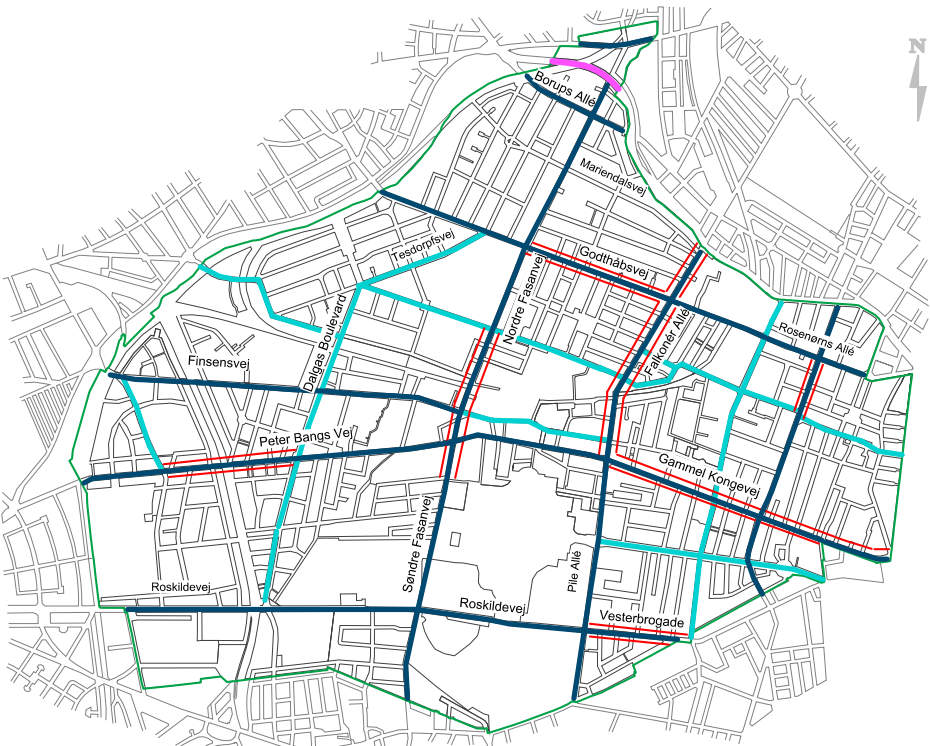 N
Borups Allé
Mariendalsvej
Tesdorpfsvej
Godthåbsvej
Nordre Fasanvej
Dalgas Boulevard
Falkonér Allé
Rosenørns Allé
Finsensvej
Peter Bangs Vej
Gammel Kongevej
Søndre Fasanvej
Pile Allé
Roskildevej
Roskildevej
Vesterbrogade